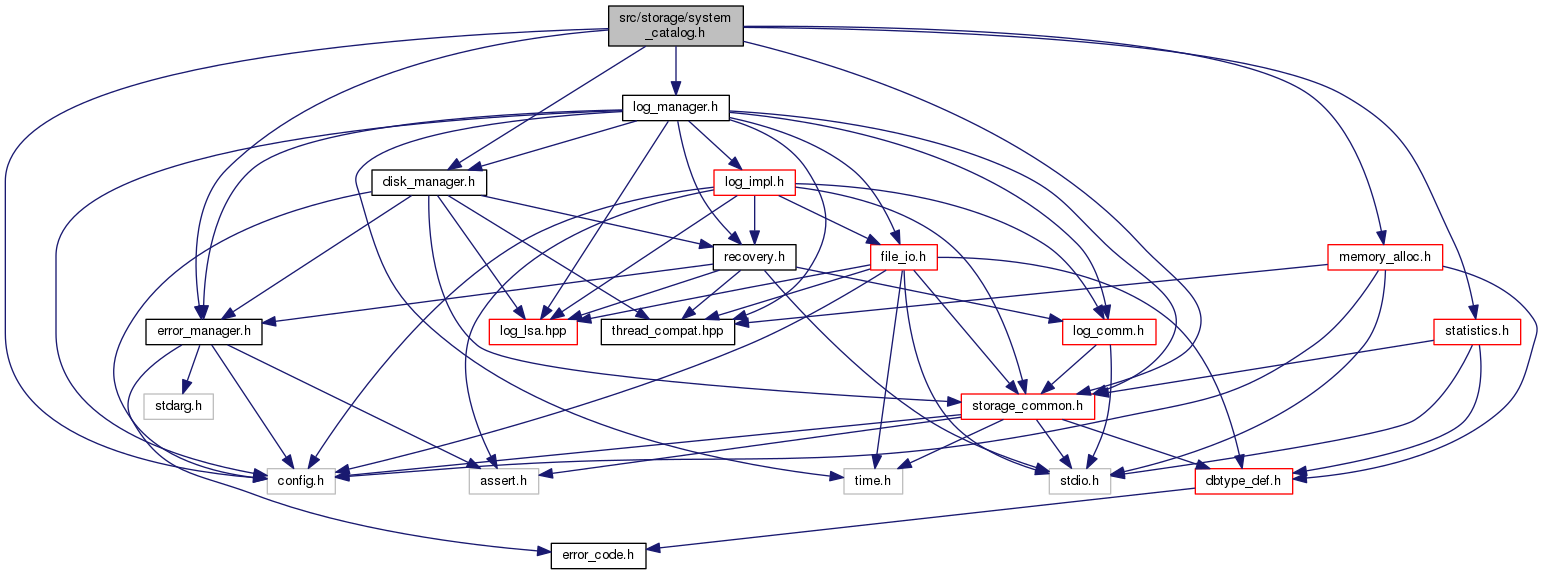 src/storage/system
_catalog.h
log_manager.h
disk_manager.h
log_impl.h
recovery.h
file_io.h
memory_alloc.h
error_manager.h
log_lsa.hpp
thread_compat.hpp
log_comm.h
statistics.h
stdarg.h
storage_common.h
config.h
assert.h
time.h
stdio.h
dbtype_def.h
error_code.h